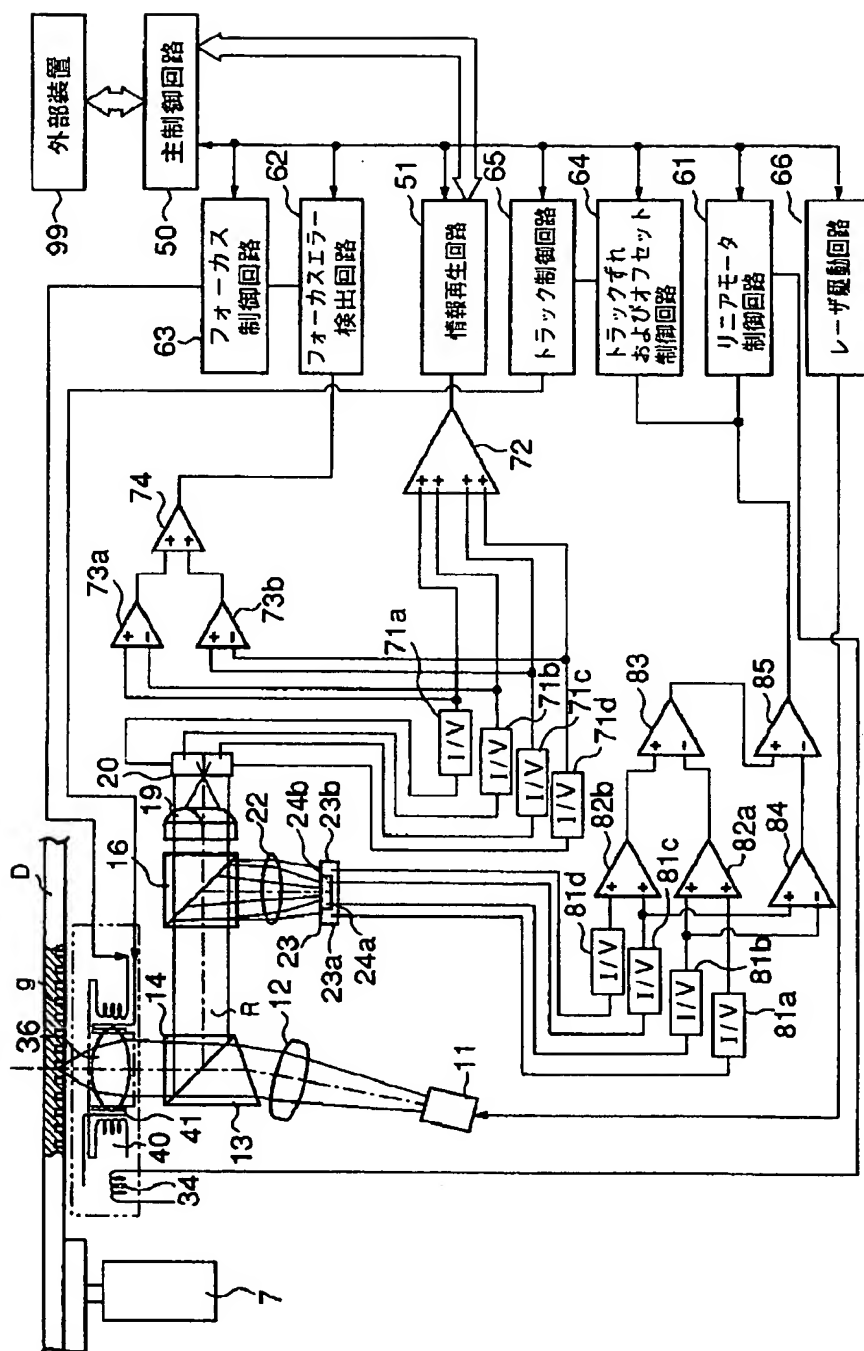 外部装置
99
主制御回路
50
フォーカス
制御回路
63
フォーカスエラー
検出回路
62
情報再生回路
51
トラック制御回路
65
トラックずれ
およびオフセット
制御回路
64
リニアモータ
制御回路
61
レーザ駆動回路
66
74
73a
73b
72
71a
I/V
71b
I/V
71c
I/V
71d
I/V
83
85
82b
82a
84
81d
I/V
81c
I/V
81b
I/V
81a
I/V
20
19
16
22
24b
23b
23
23a
24a
D
g
36
14
R
12
13
11
41
40
34
7